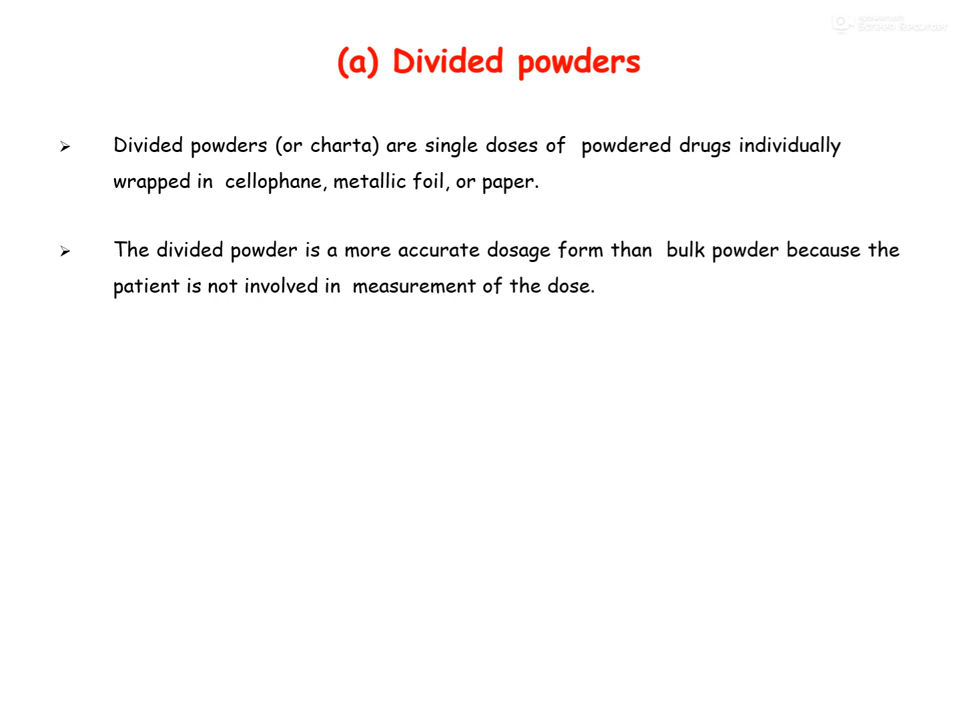 (a) Divided powders
➢ Divided powders (or charta) are single doses of powdered drugs individually
wrapped in cellophane, metallic foil, or paper.
➢ The divided powder is a more accurate dosage form than bulk powder because the
patient is not involved in measurement of the dose.